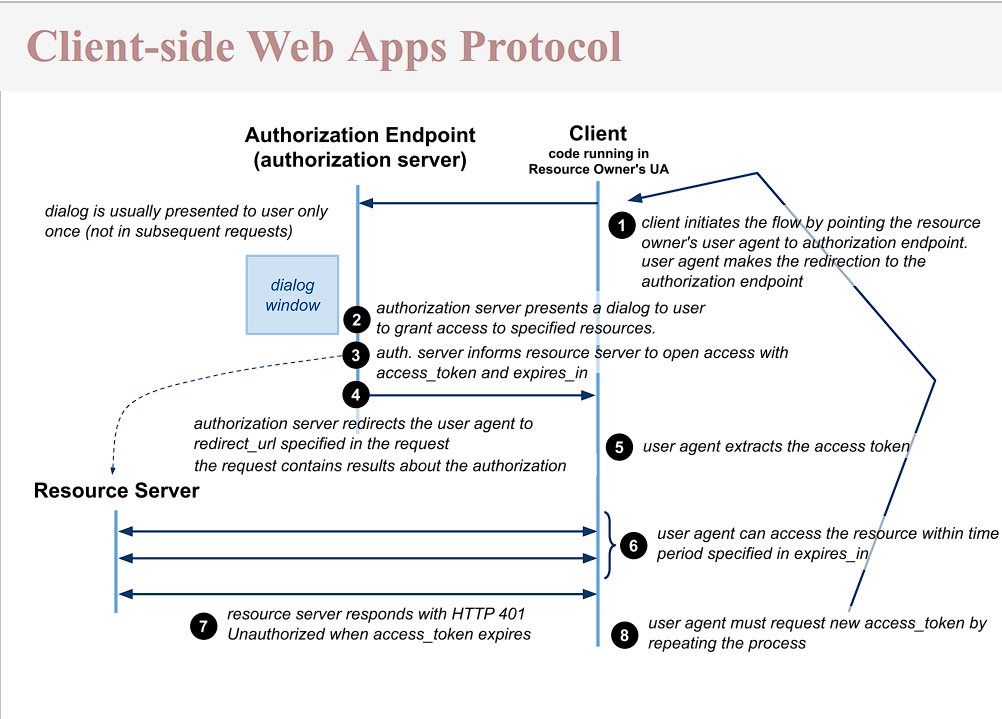 Client-side Web Apps Protocol
Authorization Endpoint
(authorization server)
Client
code running in
Resource Owner's UA
dialog is usually presented to user only
once (not in subsequent requests)
1
client initiates the flow by pointing the resource
owner's user agent to authorization endpoint.
user agent makes the redirection to the
authorization endpoint
dialog
window
2
authorization server presents a dialog to user
to grant access to specified resources.
3
auth. server informs resource server to open access with
access_token and expires_in
4
authorization server redirects the user agent to
redirect_url specified in the request
the request contains results about the authorization
5
user agent extracts the access token
Resource Server
6
user agent can access the resource within time
period specified in expires_in
7
resource server responds with HTTP 401
Unauthorized when access_token expires
8
user agent must request new access_token by
repeating the process